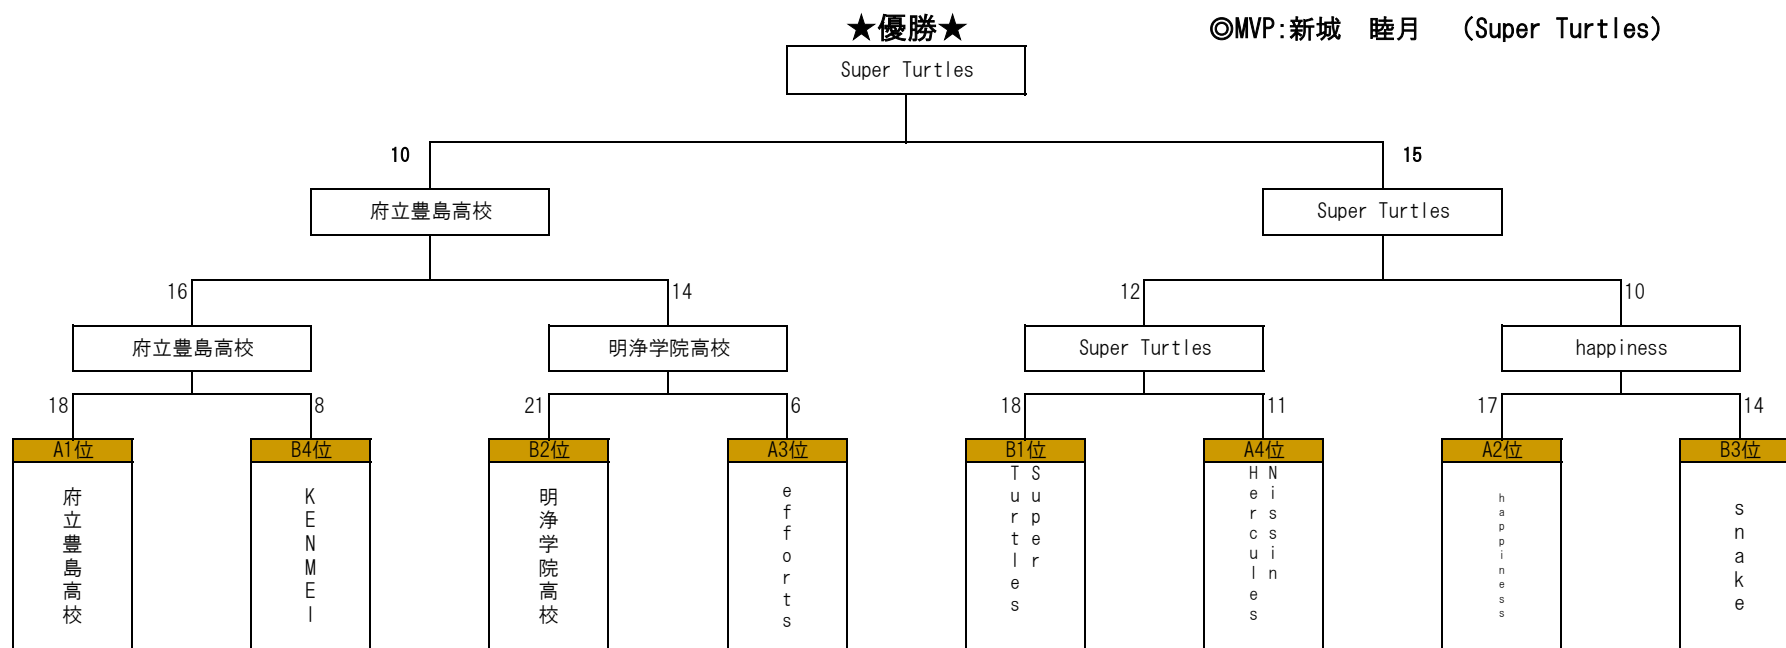 ★優勝★
◎MVP:新城 睦月 (Super Turtles)
Super Turtles
10
15
府立豊島高校
Super Turtles
16
14
12
10
府立豊島高校
明浄学院高校
Super Turtles
happiness
18
8
21
6
18
11
17
14
A1位
B4位
B2位
A3位
B1位
A4位
A2位
B3位
府立豊島高校
KENMEI
明浄学院高校
efforts
Super
Turtles
Nissin
Hercules
happiness
snake